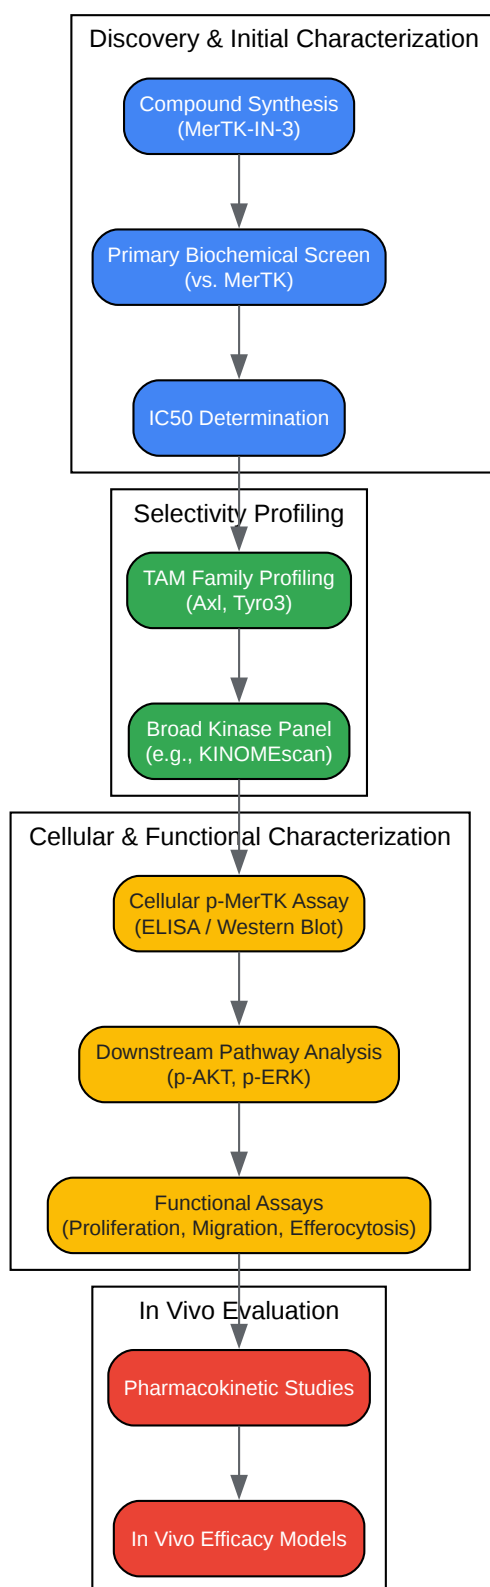 Discovery & Initial Characterization
Compound Synthesis
(MerTK-IN-3)
Primary Biochemical Screen
(vs. MerTK)
IC50 Determination
Selectivity Profiling
TAM Family Profiling
(Axl, Tyro3)
Broad Kinase Panel
(e.g., KINOMEscan)
Cellular & Functional Characterization
Cellular p-MerTK Assay
(ELISA / Western Blot)
Downstream Pathway Analysis
(p-AKT, p-ERK)
Functional Assays
(Proliferation, Migration, Efferocytosis)
In Vivo Evaluation
Pharmacokinetic Studies
In Vivo Efficacy Models